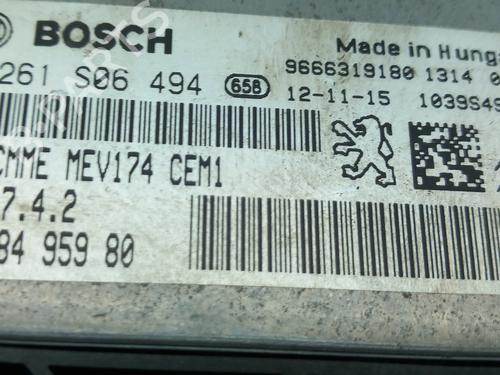 BOSCH
Made in Hung
261 S06 494 658
9666319180 1314
12-11-15 1039S4
CMME MEV174 CEM1
7.4.2
84 959 80